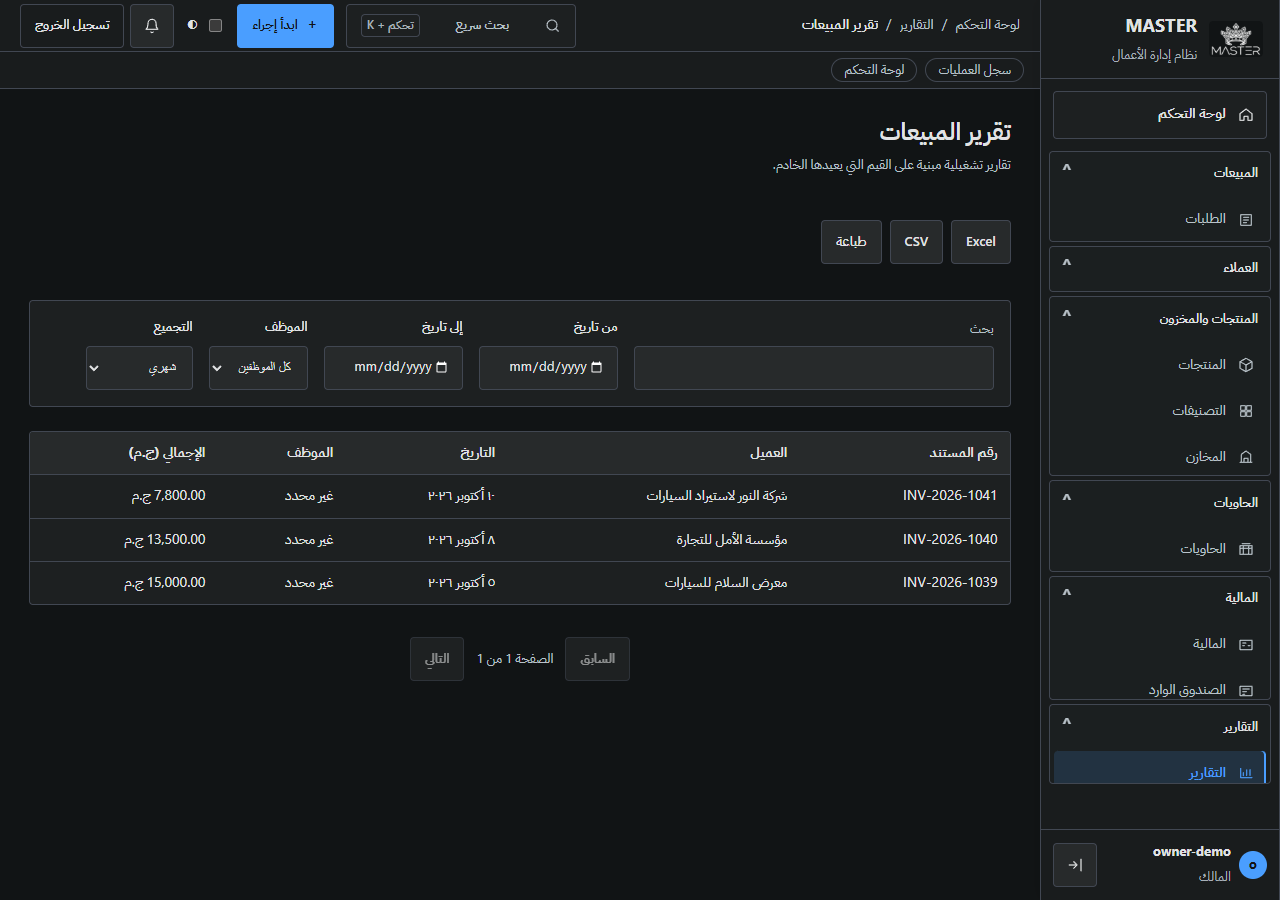 MASTER
MASTER
نظام إدارة الأعمال
لوحة التحكم / التقارير / تقرير المبيعات
بحث سريع
تحكم + K
+ ابدأ إجراء
تسجيل الخروج
سجل العمليات
لوحة التحكم
لوحة التحكم
المبيعات
الطلبات
العملاء
المنتجات والمخزون
المنتجات
التصنيفات
المخازن
الحاويات
الحاويات
المالية
المالية
الصندوق الوارد
التقارير
التقارير
owner-demo
المالك
o
تقرير المبيعات
تقارير تشغيلية مبنية على القيم التي يعيدها الخادم.
Excel
CSV
طباعة
بحث
من تاريخ
إلى تاريخ
الموظف
التجميع
mm/dd/yyyy
mm/dd/yyyy
كل الموظفين
شهري
رقم المستند العميل التاريخ الموظف الإجمالي (ج.م)
INV-2026-1041 شركة النور لاستيراد السيارات ١٠ أكتوبر ٢٠٢٦ غير محدد 7,800.00 ج.م
INV-2026-1040 مؤسسة الأمل للتجارة ٨ أكتوبر ٢٠٢٦ غير محدد 13,500.00 ج.م
INV-2026-1039 معرض السلام للسيارات ٥ أكتوبر ٢٠٢٦ غير محدد 15,000.00 ج.م
السابق
الصفحة 1 من 1
التالي